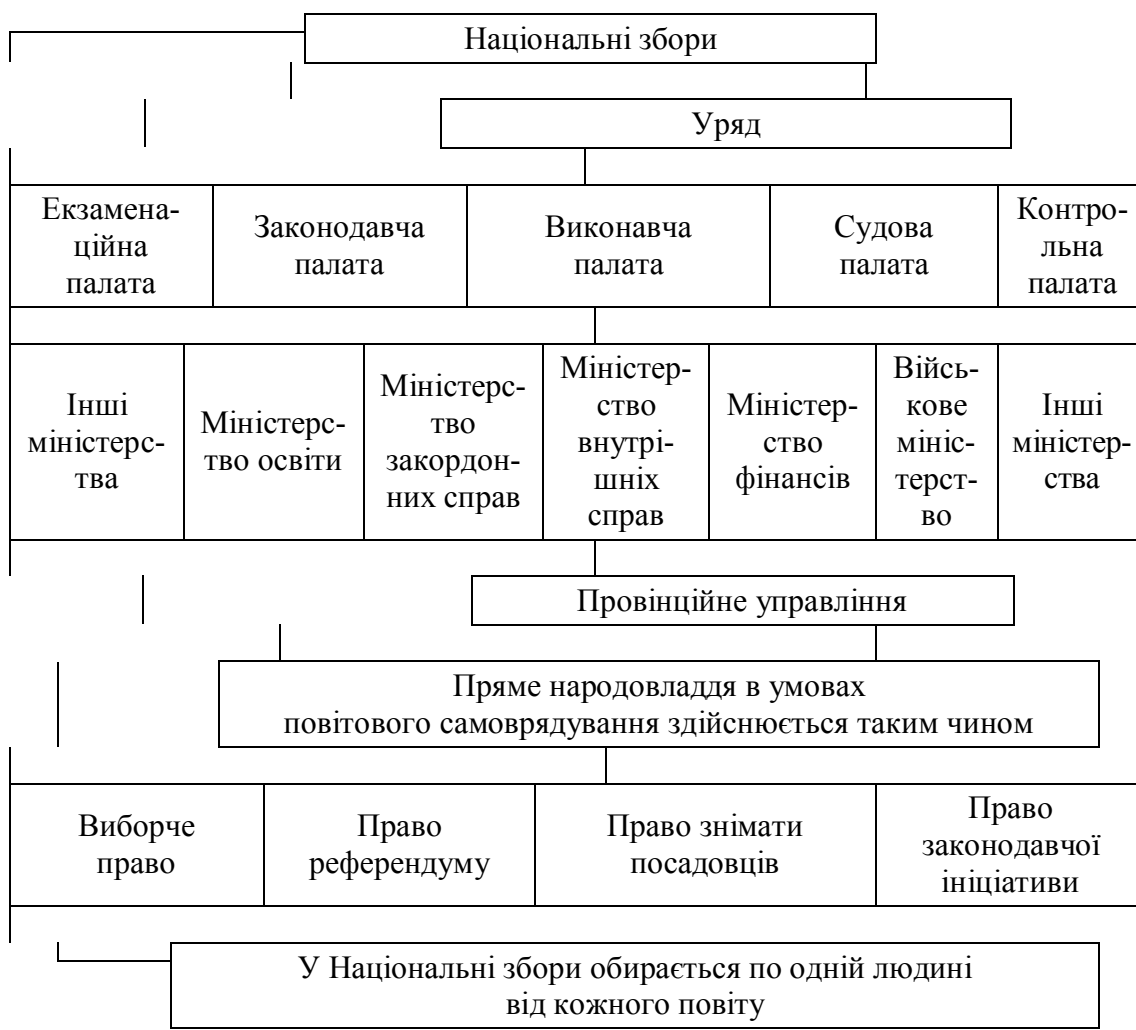 Національні збори
Уряд
Екзамена-
ційна
палата
Законодавча
палата
Виконавча
палата
Судова
палата
Контро-
льна
палата
Інші
міністерс-
тва
Міністерс-
тво освіти
Міністерс-
тво
закордон-
них справ
Міністер-
ство
внутрі-
шніх
справ
Міністер-
ство
фінансів
Війсь-
кове
мініс-
терст-
во
Інші
міністер-
ства
Провінційне управління
Пряме народовладдя в умовах
повітового самоврядування здійснюється таким чином
Виборче
право
Право
референдуму
Право знімати
посадовців
Право
законодавчої
ініціативи
У Національні збори обирається по одній людині
від кожного повіту